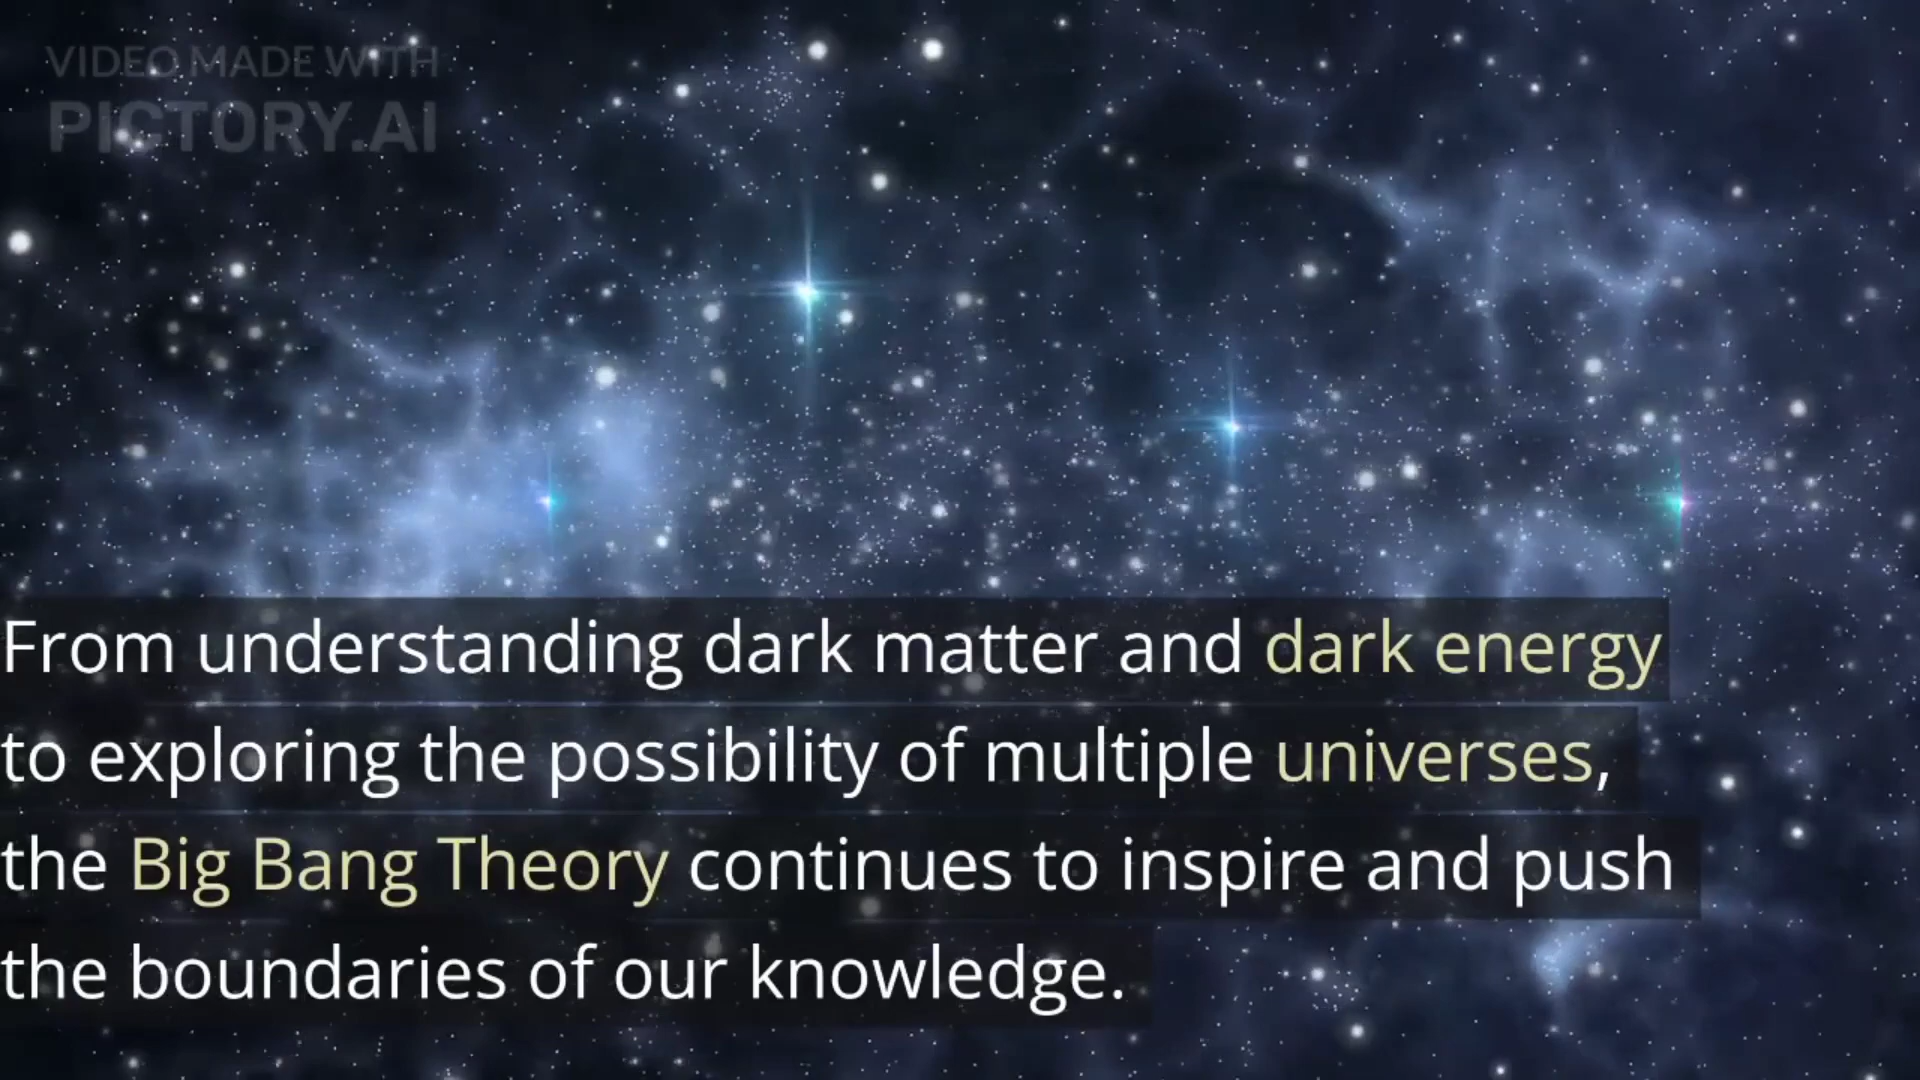 VIDEO MADE WITH
PICTORY.AI
From understanding dark matter and dark energy
to exploring the possibility of multiple universes,
the Big Bang Theory continues to inspire and push
the boundaries of our knowledge.